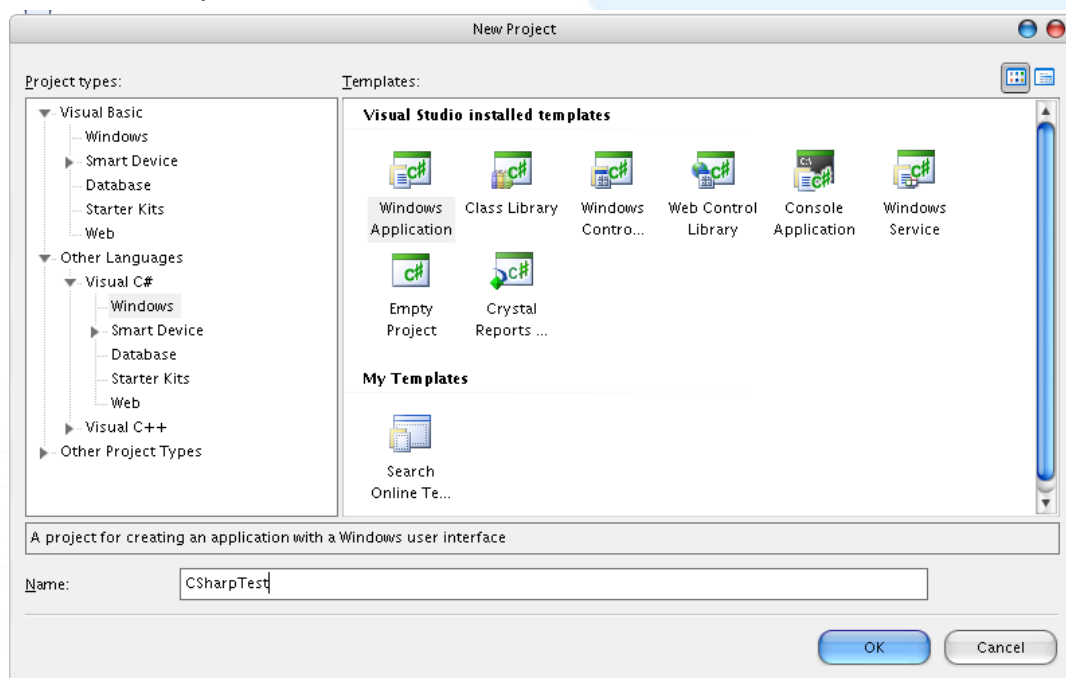 New Project
Project types:
Templates:
Visual Basic
Windows
Smart Device
Database
Starter Kits
Web
Other Languages
Visual C#
Windows
Smart Device
Database
Starter Kits
Web
Visual C++
Other Project Types
Visual Studio installed templates
Windows Application
Class Library
Windows Contro...
Web Control Library
Console Application
Windows Service
Empty Project
Crystal Reports ...
My Templates
Search Online Te...
A project for creating an application with a Windows user interface
Name:
CSharpTest
OK
Cancel